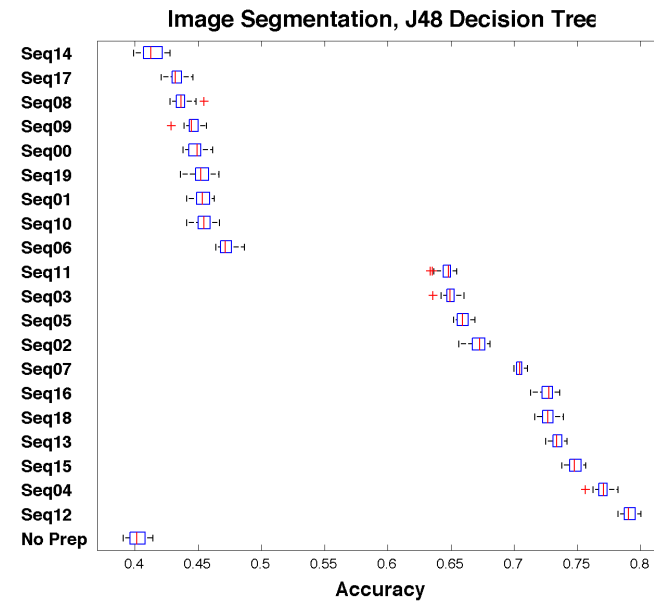 Image Segmentation, J48 Decision Tree
Seq14
Seq17
Seq08
Seq09
Seq00
Seq19
Seq01
Seq10
Seq06
Seq11
Seq03
Seq05
Seq02
Seq07
Seq16
Seq18
Seq13
Seq15
Seq04
Seq12
No Prep
0.4 0.45 0.5 0.55 0.6 0.65 0.7 0.75 0.8
Accuracy